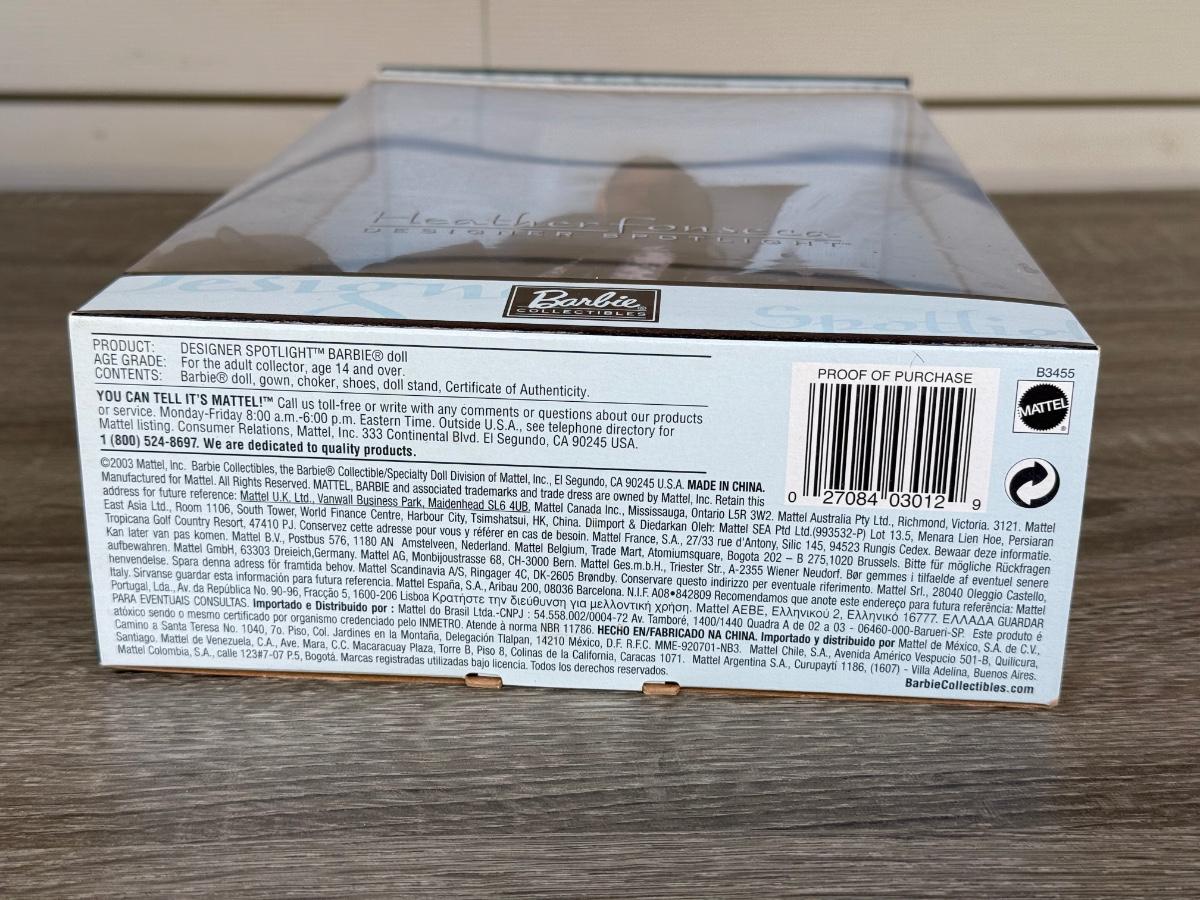 Heather Fonseca
DESIGNER SPOTLIGHT™
Designer
Spotlight
Barbie®
COLLECTIBLES
PRODUCT: DESIGNER SPOTLIGHT™ BARBIE® doll
AGE GRADE: For the adult collector, age 14 and over.
CONTENTS: Barbie® doll, gown, choker, shoes, doll stand, Certificate of Authenticity.
YOU CAN TELL IT'S MATTEL!™ Call us toll-free or write with any comments or questions about our products
or service. Monday-Friday 8:00 a.m.-6:00 p.m. Eastern Time. Outside U.S.A., see telephone directory for
Mattel listing. Consumer Relations, Mattel, Inc. 333 Continental Blvd. El Segundo, CA 90245 USA.
1 (800) 524-8697. We are dedicated to quality products.
PROOF OF PURCHASE
0 27084 03012 9
B3455
MATTEL®
©2003 Mattel, Inc. Barbie Collectibles, the Barbie® Collectible/Specialty Doll Division of Mattel, Inc., El Segundo, CA 90245 U.S.A. MADE IN CHINA.
Manufactured for Mattel. All Rights Reserved. MATTEL, BARBIE and associated trademarks and trade dress are owned by Mattel, Inc. Retain this
address for future reference: Mattel U.K. Ltd., Vanwall Business Park, Maidenhead SL6 4UB, Mattel Canada Inc., Mississauga, Ontario L5R 3W2. Mattel Australia Pty Ltd., Richmond, Victoria. 3121. Mattel
East Asia Ltd., Room 1106, South Tower, World Finance Centre, Harbour City, Tsimshatsui, HK, China. Diimport & Diedarkan Oleh: Mattel SEA Ptd Ltd.(993532-P) Lot 13.5, Menara Lien Hoe, Persiaran
Tropicana Golf Country Resort, 47410 PJ. Conservez cette adresse pour vous y référer en cas de besoin. Mattel France, S.A., 27/33 rue d'Antony, Silic 145, 94523 Rungis Cedex. Bewaar deze informatie.
Kan later van pas komen. Mattel B.V., Postbus 576, 1180 AN Amstelveen, Nederland. Mattel Belgium, Trade Mart, Atomiumsquare, Bogota 202 – B 275,1020 Brussels. Bitte für mögliche Rückfragen
aufbewahren. Mattel GmbH, 63303 Dreieich,Germany. Mattel AG, Monbijoustrasse 68, CH-3000 Bern. Mattel Ges.m.b.H., Triester Str., A-2355 Wiener Neudorf. Bør gemmes i tilfaelde af eventuel senere
henvendelse. Spara denna adress för framtida behov. Mattel Scandinavia A/S, Ringager 4C, DK-2605 Brøndby. Conservare questo indirizzo per eventuale riferimento. Mattel Srl., 28040 Oleggio Castello,
Italy. Sírvanse guardar esta información para futura referencia. Mattel España, S.A., Aribau 200, 08036 Barcelona. N.I.F. A08•842809 Recomendamos que anote este endereço para futura referência: Mattel
Portugal, Lda., Av. da República No. 90-96, Fracção 5, 1600-206 Lisboa Κρατήστε την διεύθυνση για μελλοντική χρήση. Mattel AEBE, Ελληνικού 2, Ελληνικό 16777. ΕΛΛΑΔΑ GUARDAR
PARA EVENTUAIS CONSULTAS. Importado e Distribuido por : Mattel do Brasil Ltda.-CNPJ : 54.558.002/0004-72 Av. Tamboré, 1400/1440 Quadra A de 02 a 03 - 06460-000-Barueri-SP. Este produto é
atóxico sendo o mesmo certificado por organismo credenciado pelo INMETRO. Atende à norma NBR 11786. HECHO EN/FABRICADO NA CHINA. Importado y distribuido por Mattel de México, S.A. de C.V.,
Camino a Santa Teresa No. 1040, 7o. Piso, Col. Jardines en la Montaña, Delegación Tlalpan, 14210 México, D.F. R.F.C. MME-920701-NB3. Mattel Chile, S.A., Avenida Américo Vespucio 501-B, Quilicura,
Santiago. Mattel de Venezuela, C.A., Ave. Mara, C.C. Macaracuay Plaza, Torre B, Piso 8, Colinas de la California, Caracas 1071. Mattel Argentina S.A., Curupaytí 1186, (1607) - Villa Adelina, Buenos Aires.
Mattel Colombia, S.A., calle 123#7-07 P.5, Bogotá. Marcas registradas utilizadas bajo licencia. Todos los derechos reservados.
BarbieCollectibles.com